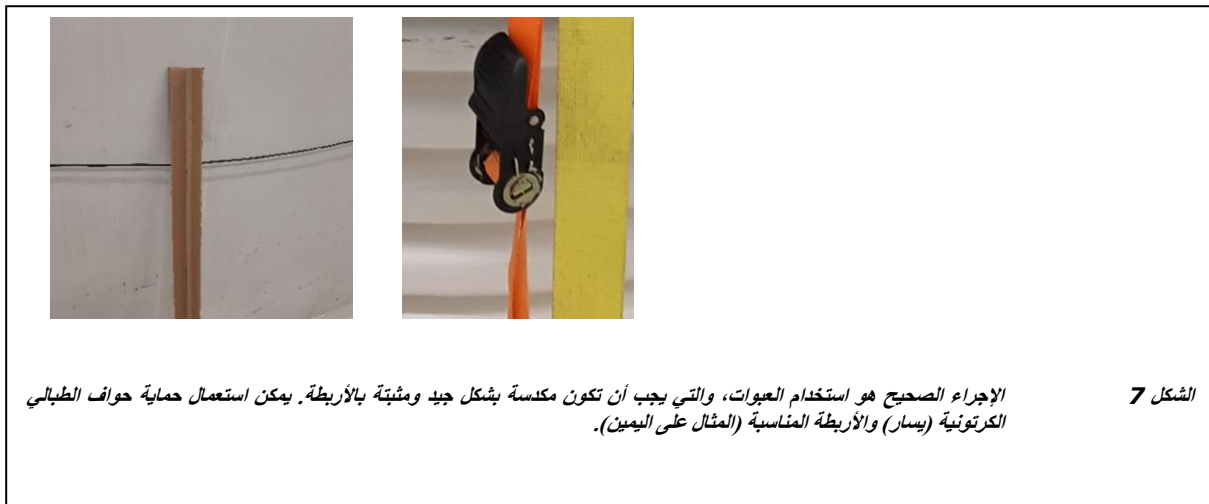 الشكل 7 الإجراء الصحيح هو استخدام العبوات، والتي يجب أن تكون مكدسة بشكل جيد ومثبتة بالأربطة. يمكن استعمال حماية حواف الطبالي
الكرتونية (يسار) والأربطة المناسبة (المثال على اليمين).